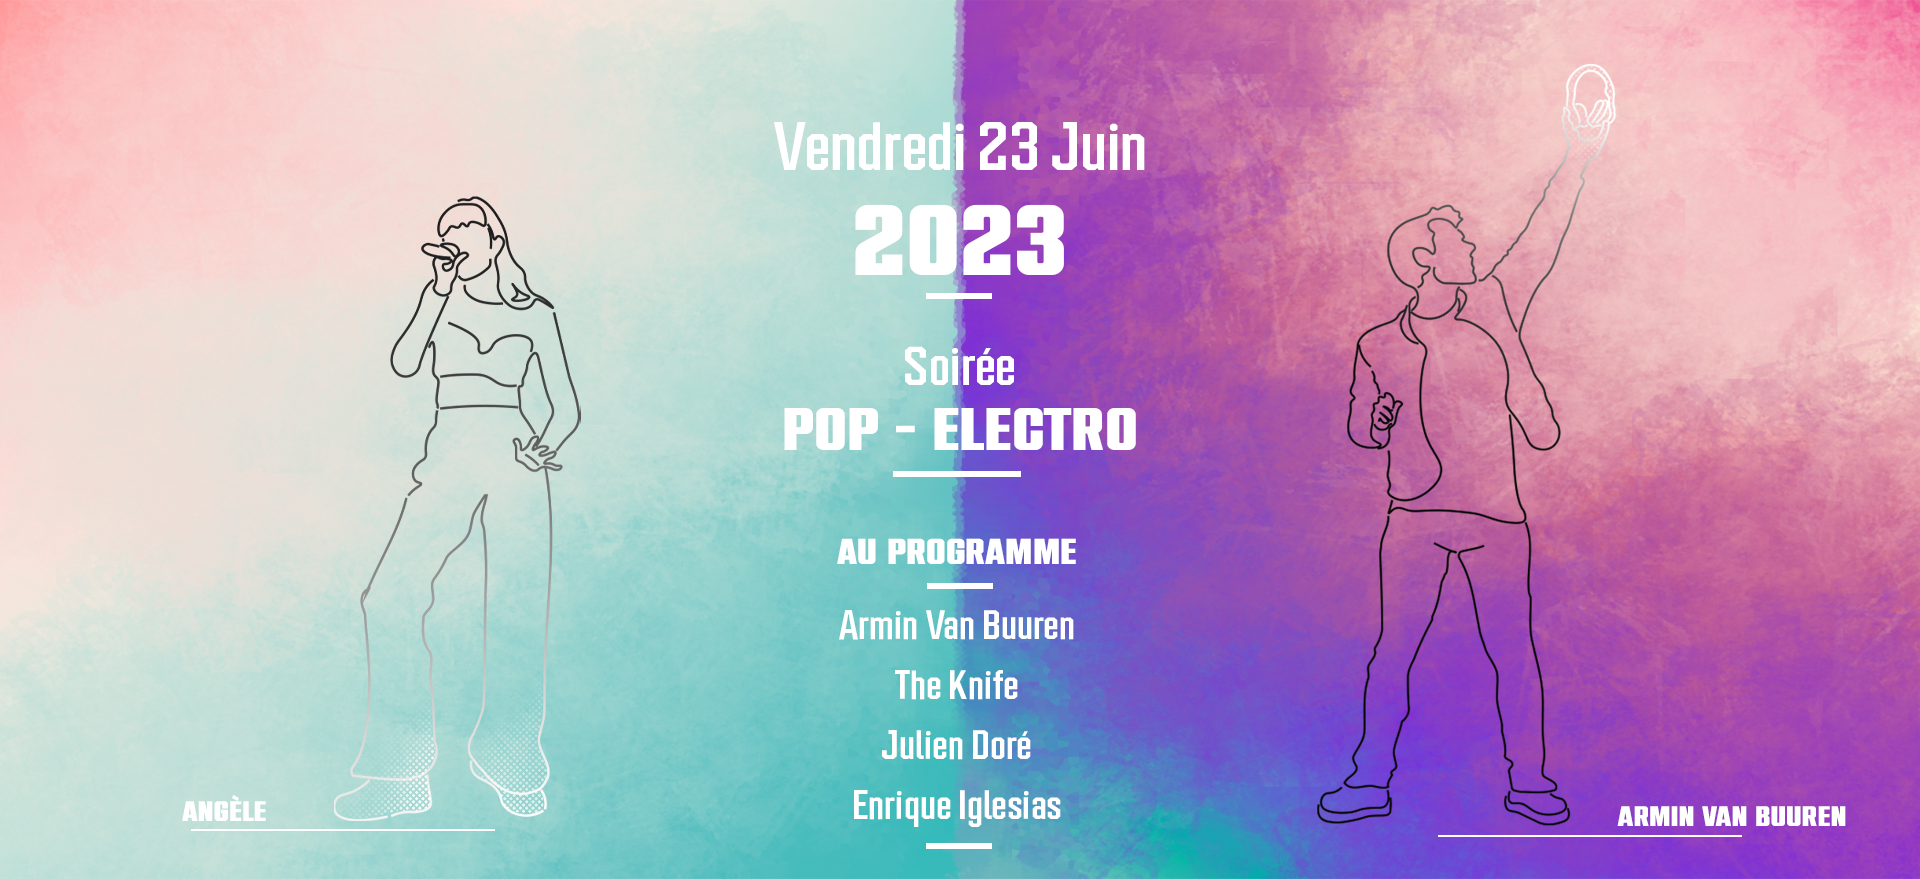 Vendredi 23 Juin
2023
Soirée
POP - ELECTRO
AU PROGRAMME
Armin Van Buuren
The Knife
Julien Doré
Enrique Iglesias
ANGÈLE
ARMIN VAN BUUREN